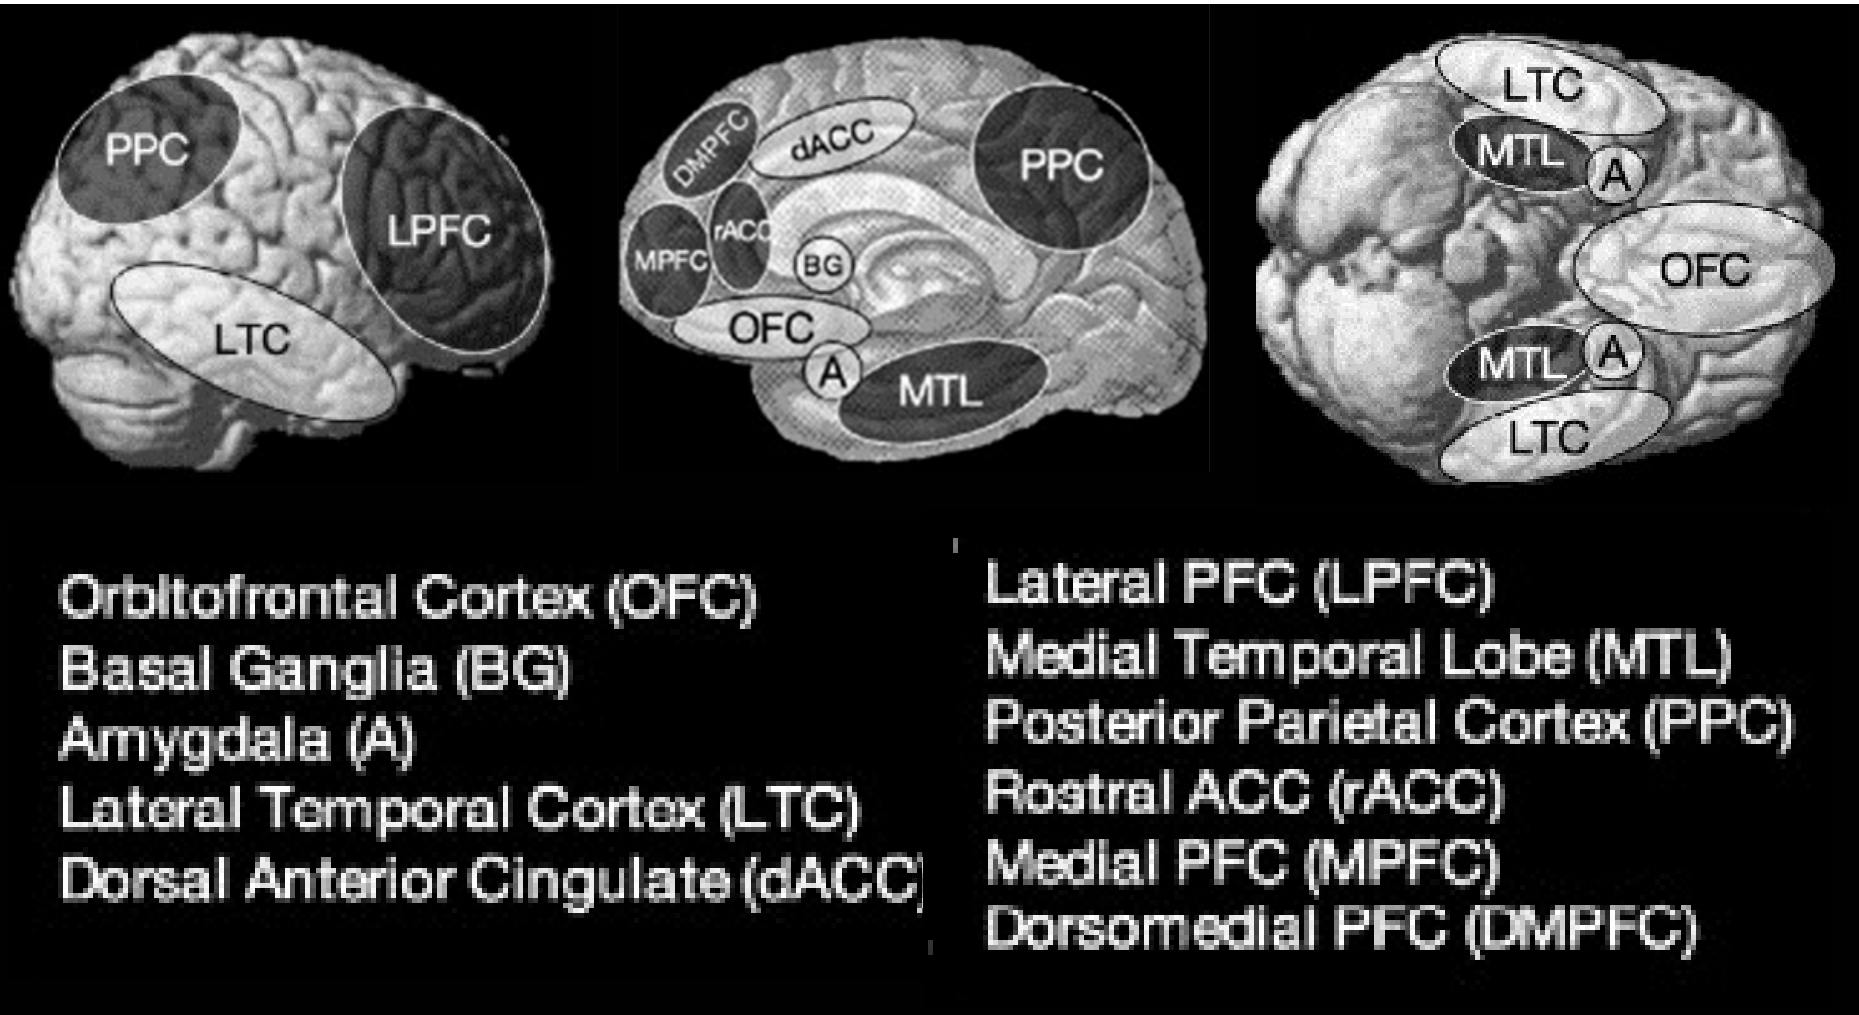 PPC
LPFC
LTC
DMPFC
dACC
PPC
MPFC
rACC
BG
OFC
A
MTL
LTC
MTL
A
OFC
MTL
A
LTC
Orbitofrontal Cortex (OFC)
Basal Ganglia (BG)
Amygdala (A)
Lateral Temporal Cortex (LTC)
Dorsal Anterior Cingulate (dACC)
Lateral PFC (LPFC)
Medial Temporal Lobe (MTL)
Posterior Parietal Cortex (PPC)
Rostral ACC (rACC)
Medial PFC (MPFC)
Dorsomedial PFC (DMPFC)